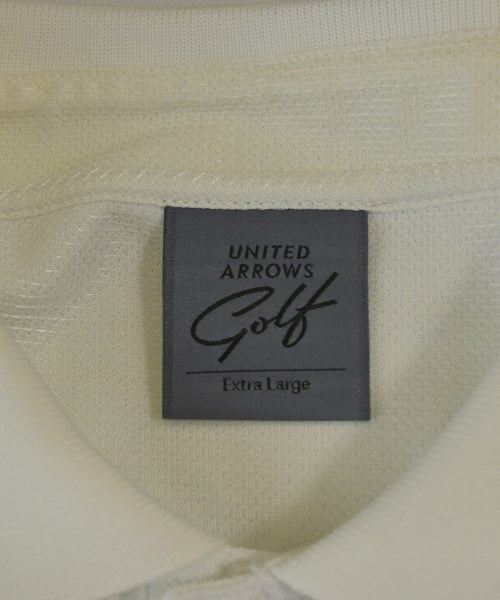 UNITED
ARROWS
Golf
Extra Large